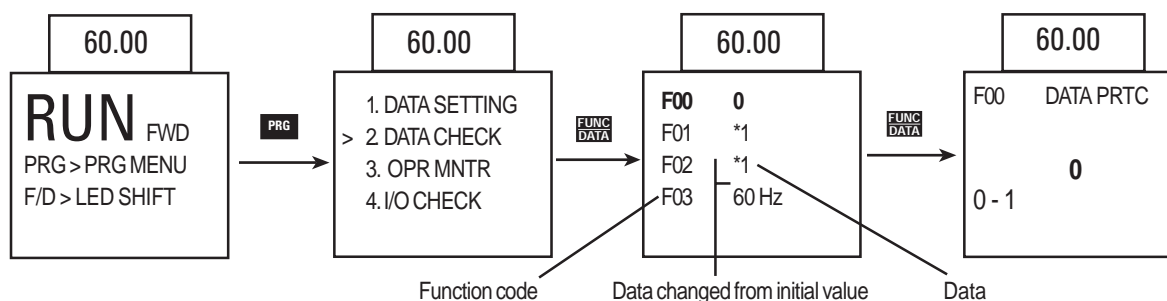 60.00
RUN FWD
PRG > PRG MENU
F/D > LED SHIFT
PRG
60.00
1. DATA SETTING
> 2. DATA CHECK
3. OPR MNTR
4. I/O CHECK
FUNC
DATA
60.00
F00 0
F01 *1
F02 *1
F03 60 Hz
FUNC
DATA
60.00
F00 DATA PRTC
0
0 - 1
Function code
Data changed from initial value
Data